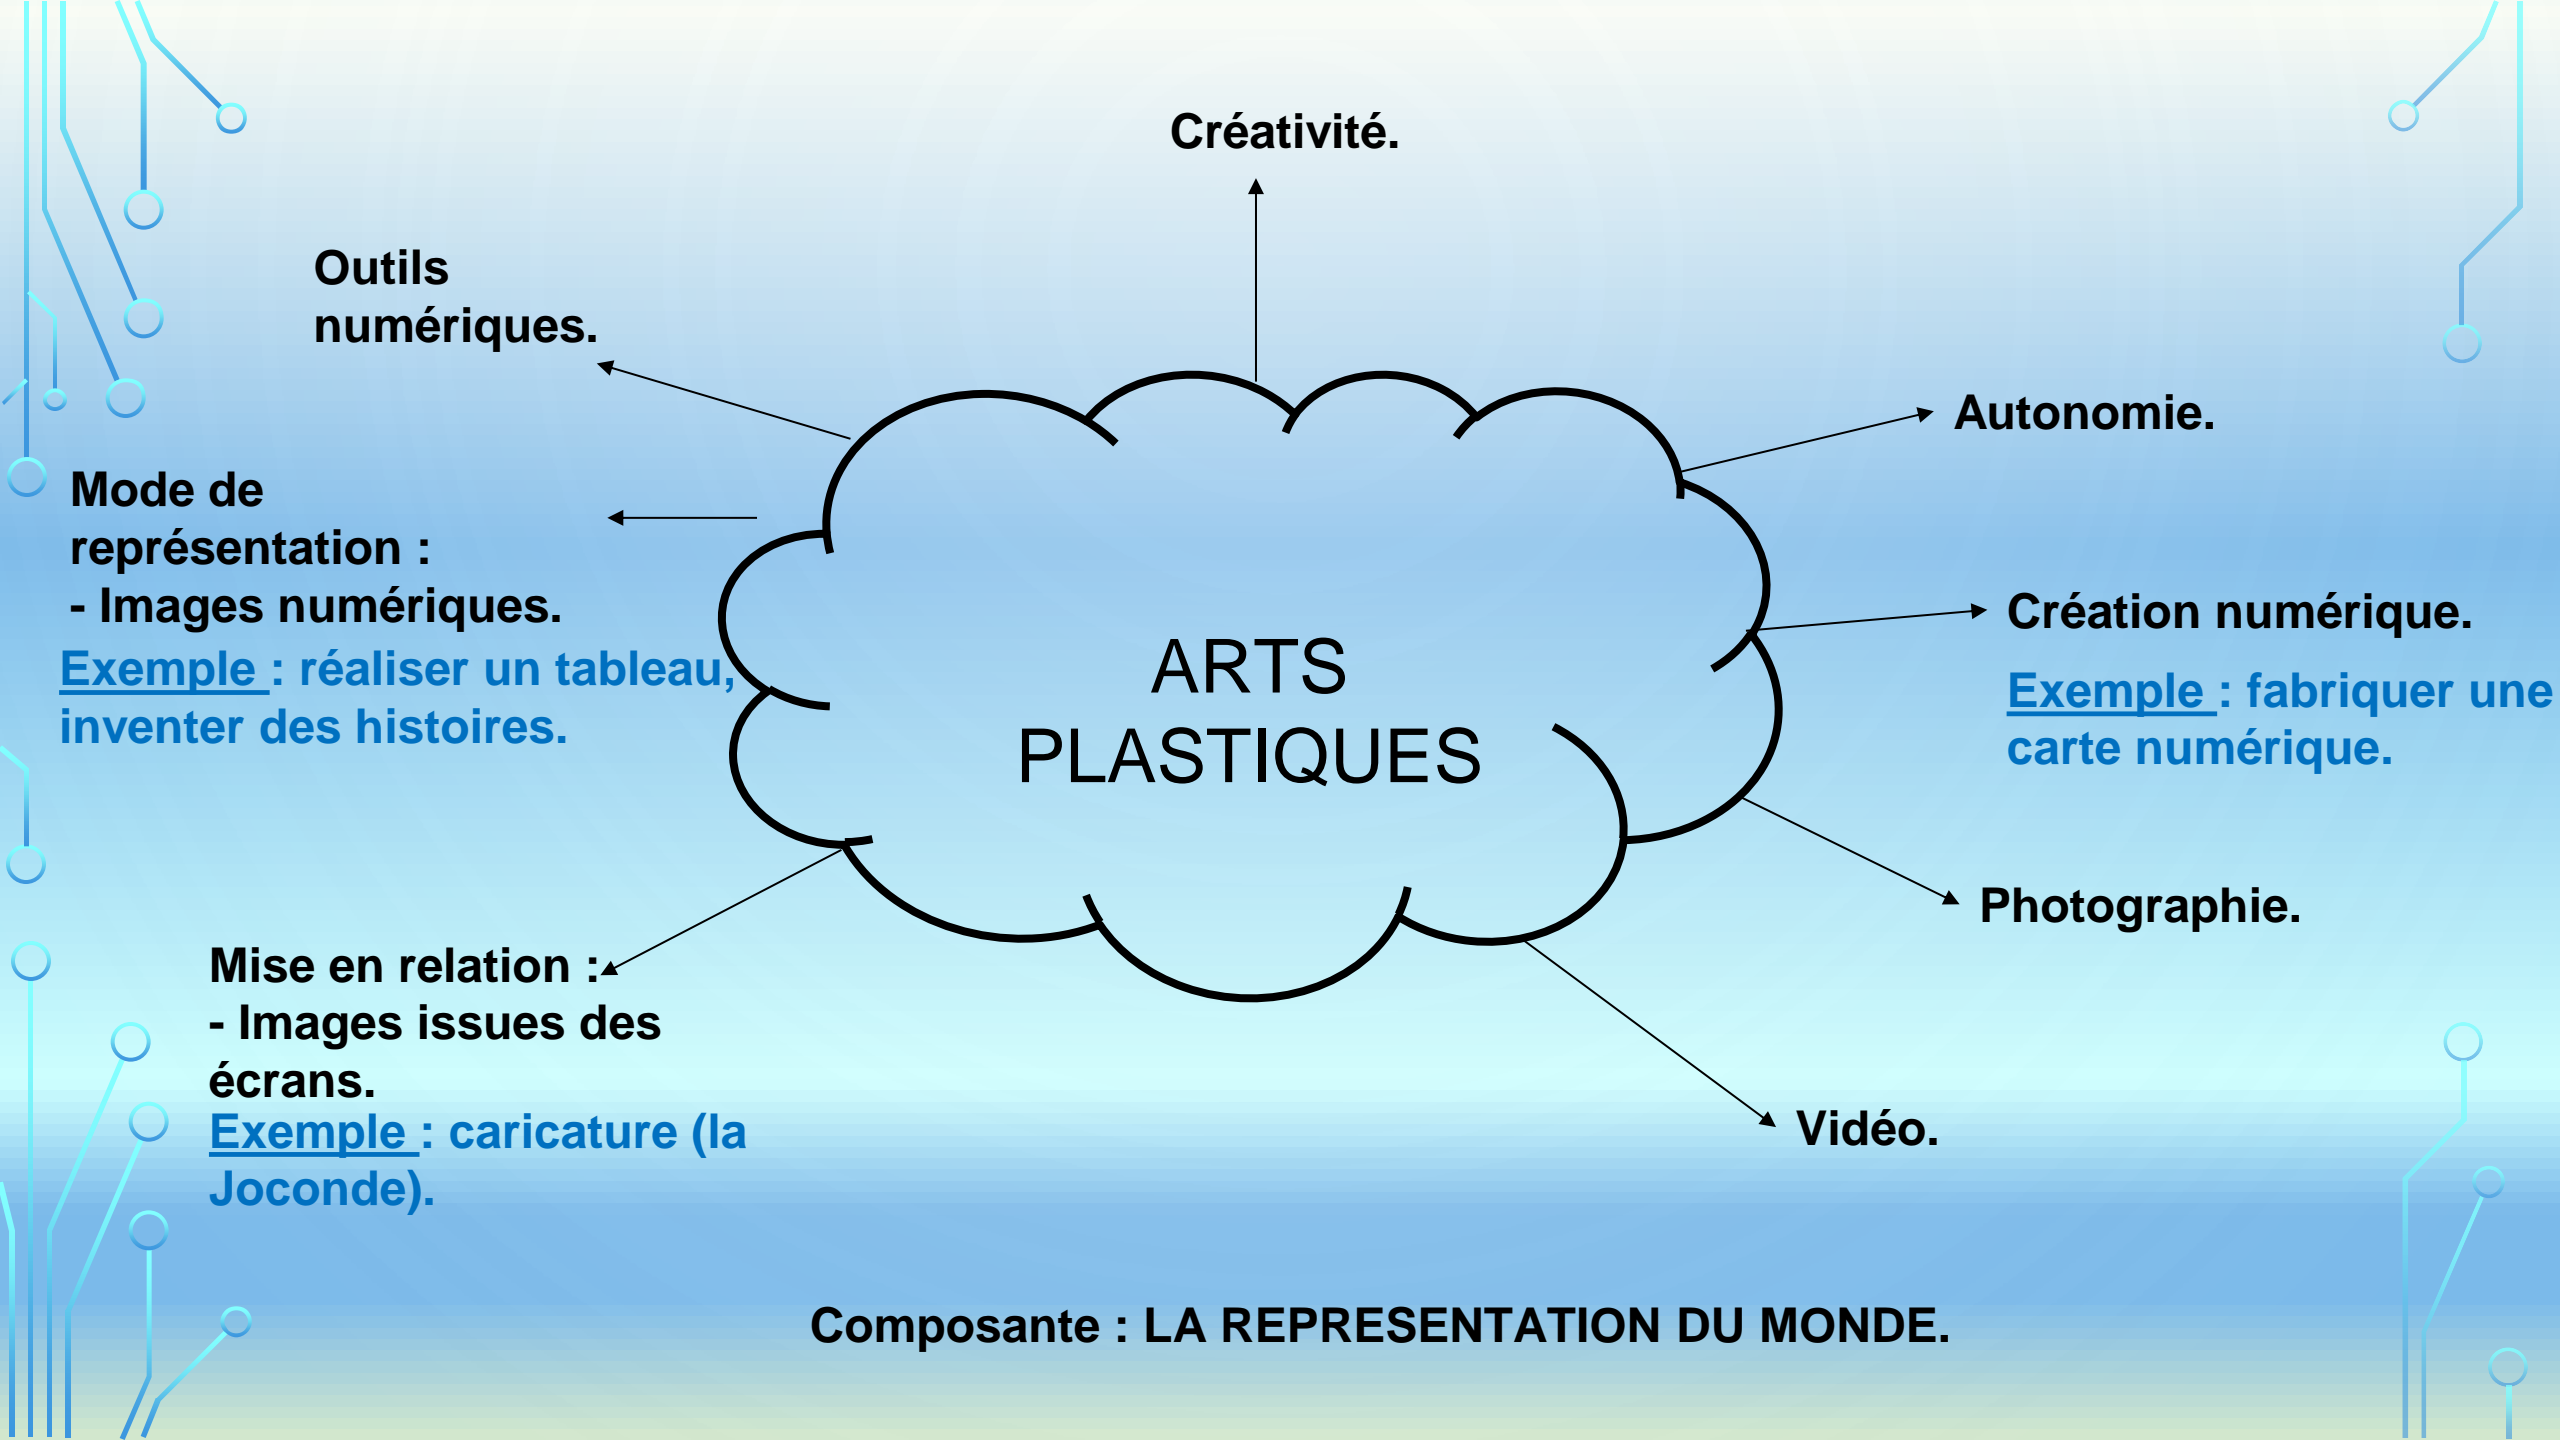 Créativité.
Outils
numériques.
Autonomie.
Mode de
représentation :
- Images numériques.
Exemple : réaliser un tableau,
inventer des histoires.
ARTS
PLASTIQUES
Création numérique.
Exemple : fabriquer une
carte numérique.
Photographie.
Mise en relation :
- Images issues des
écrans.
Exemple : caricature (la
Joconde).
Vidéo.
Composante : LA REPRESENTATION DU MONDE.